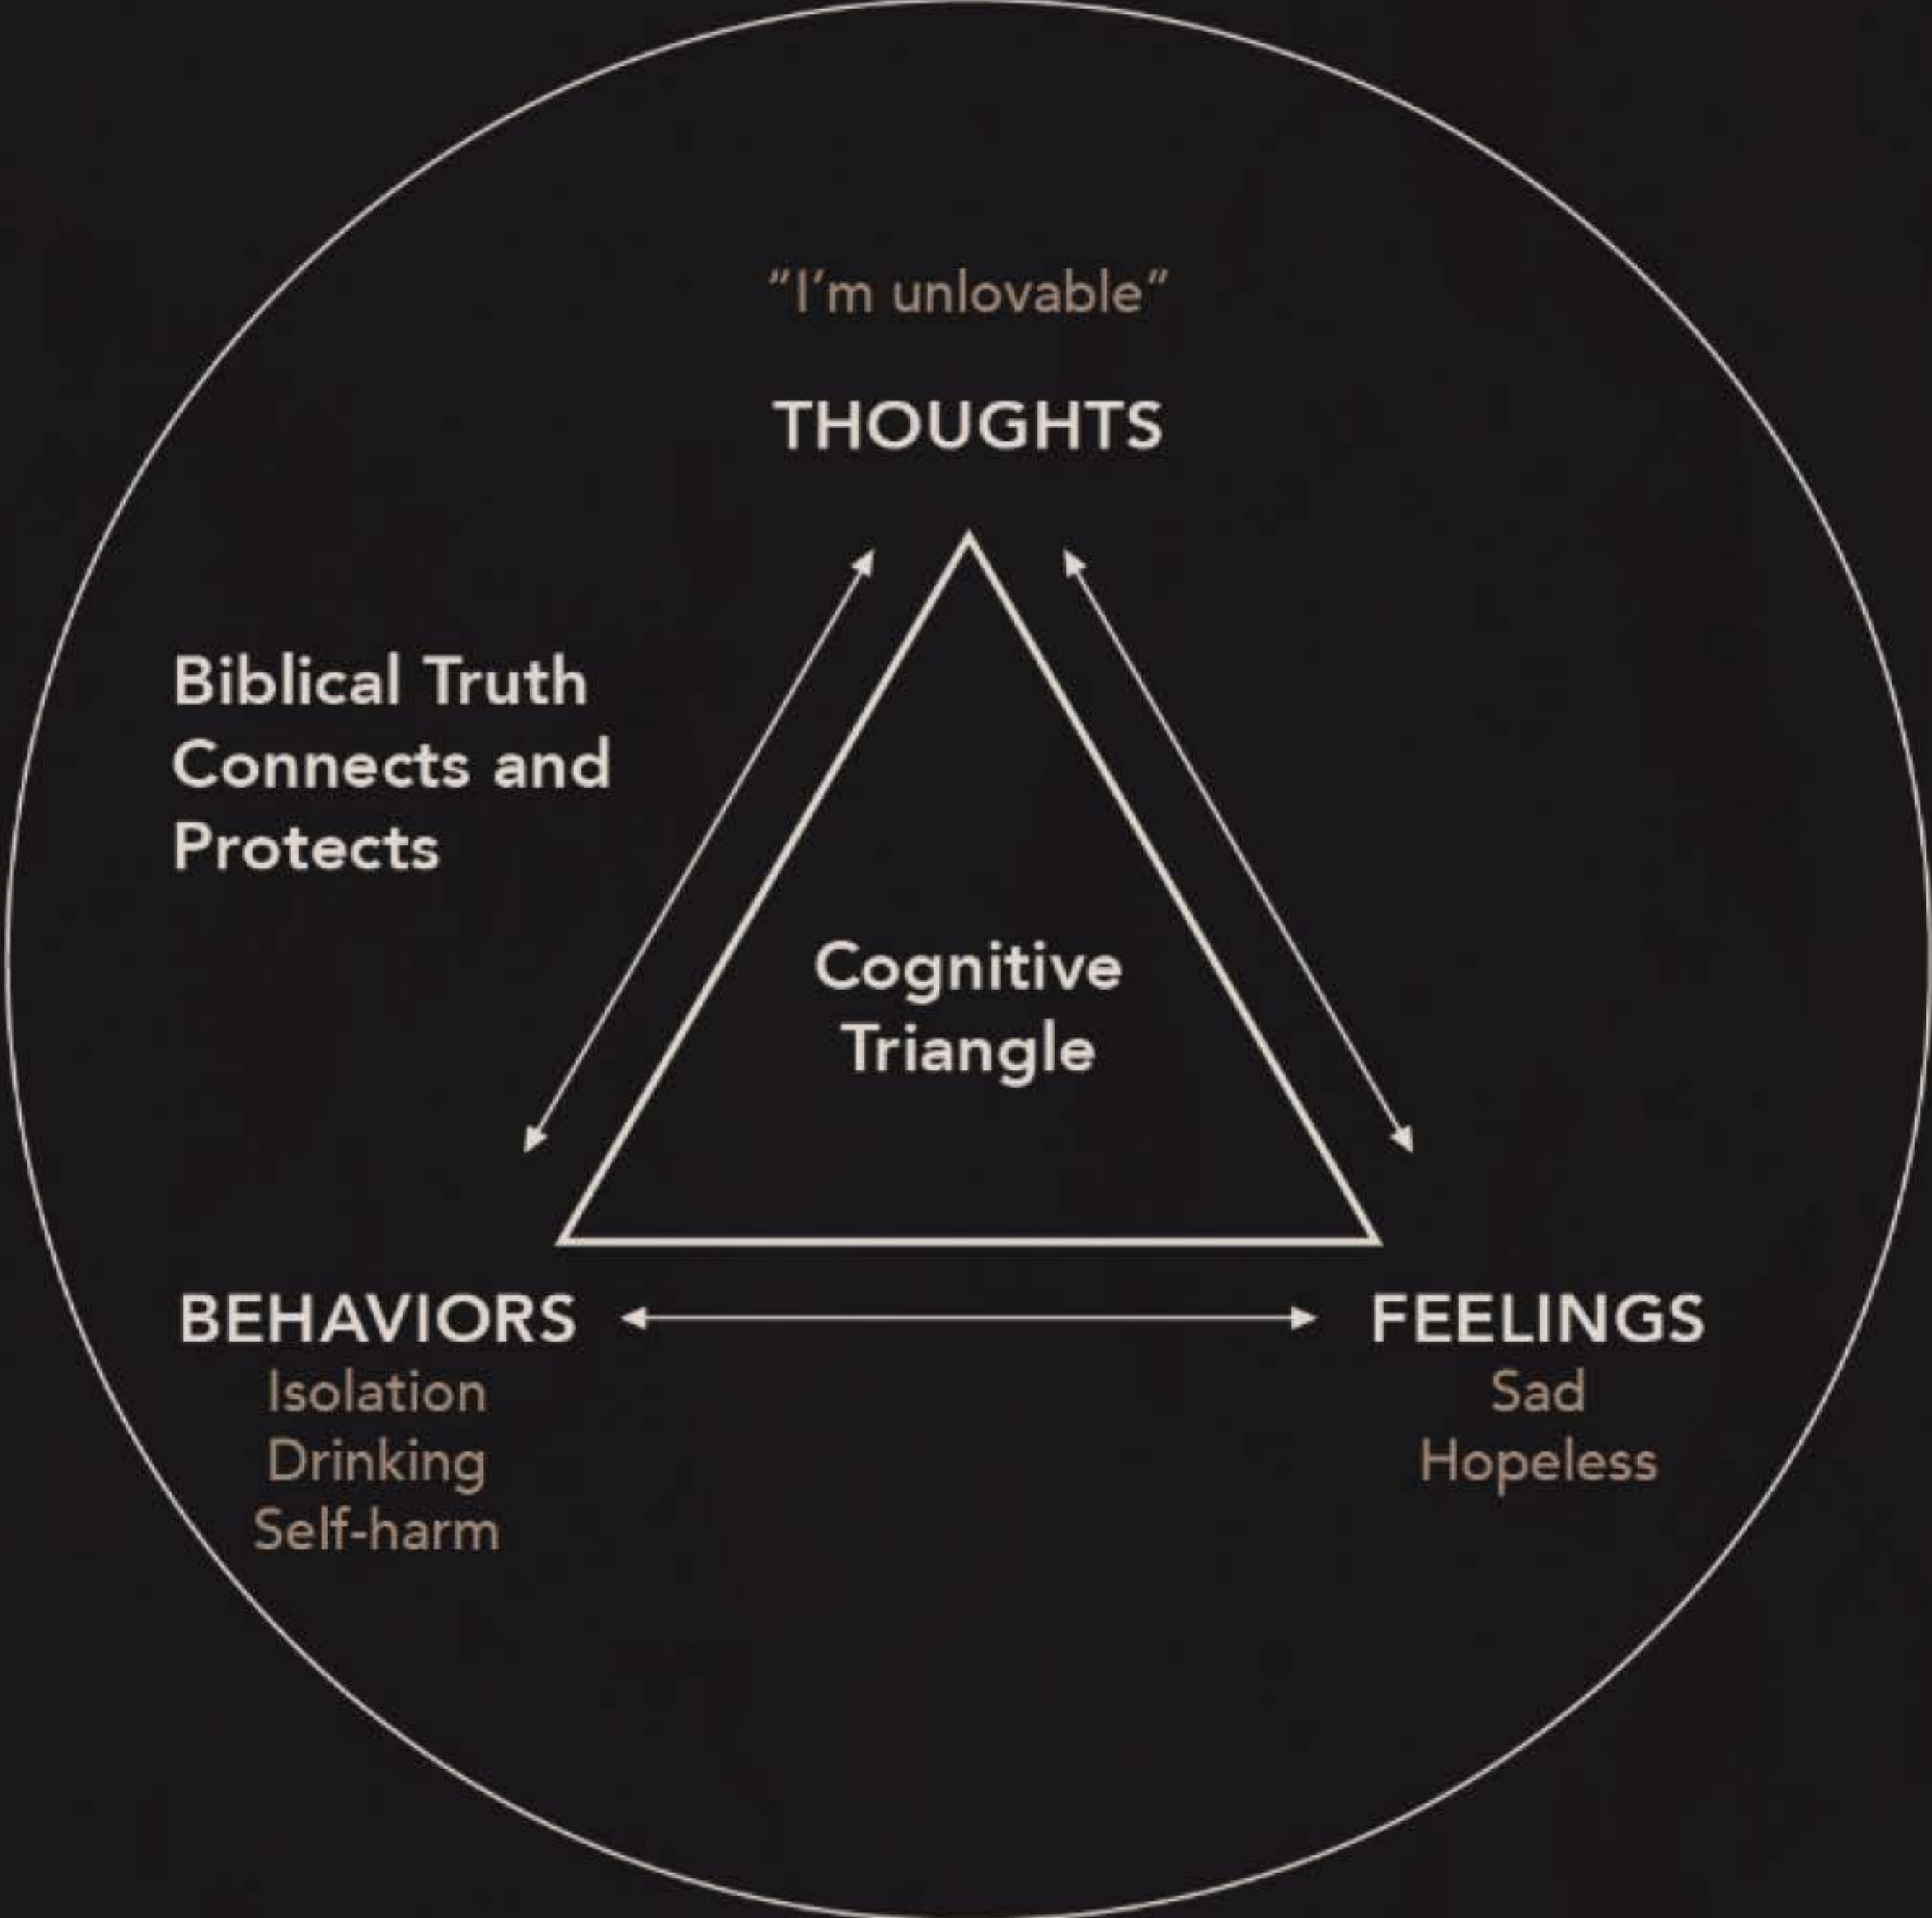 “I’m unlovable”
THOUGHTS
Biblical Truth
Connects and
Protects
Cognitive
Triangle
BEHAVIORS
Isolation
Drinking
Self-harm
FEELINGS
Sad
Hopeless